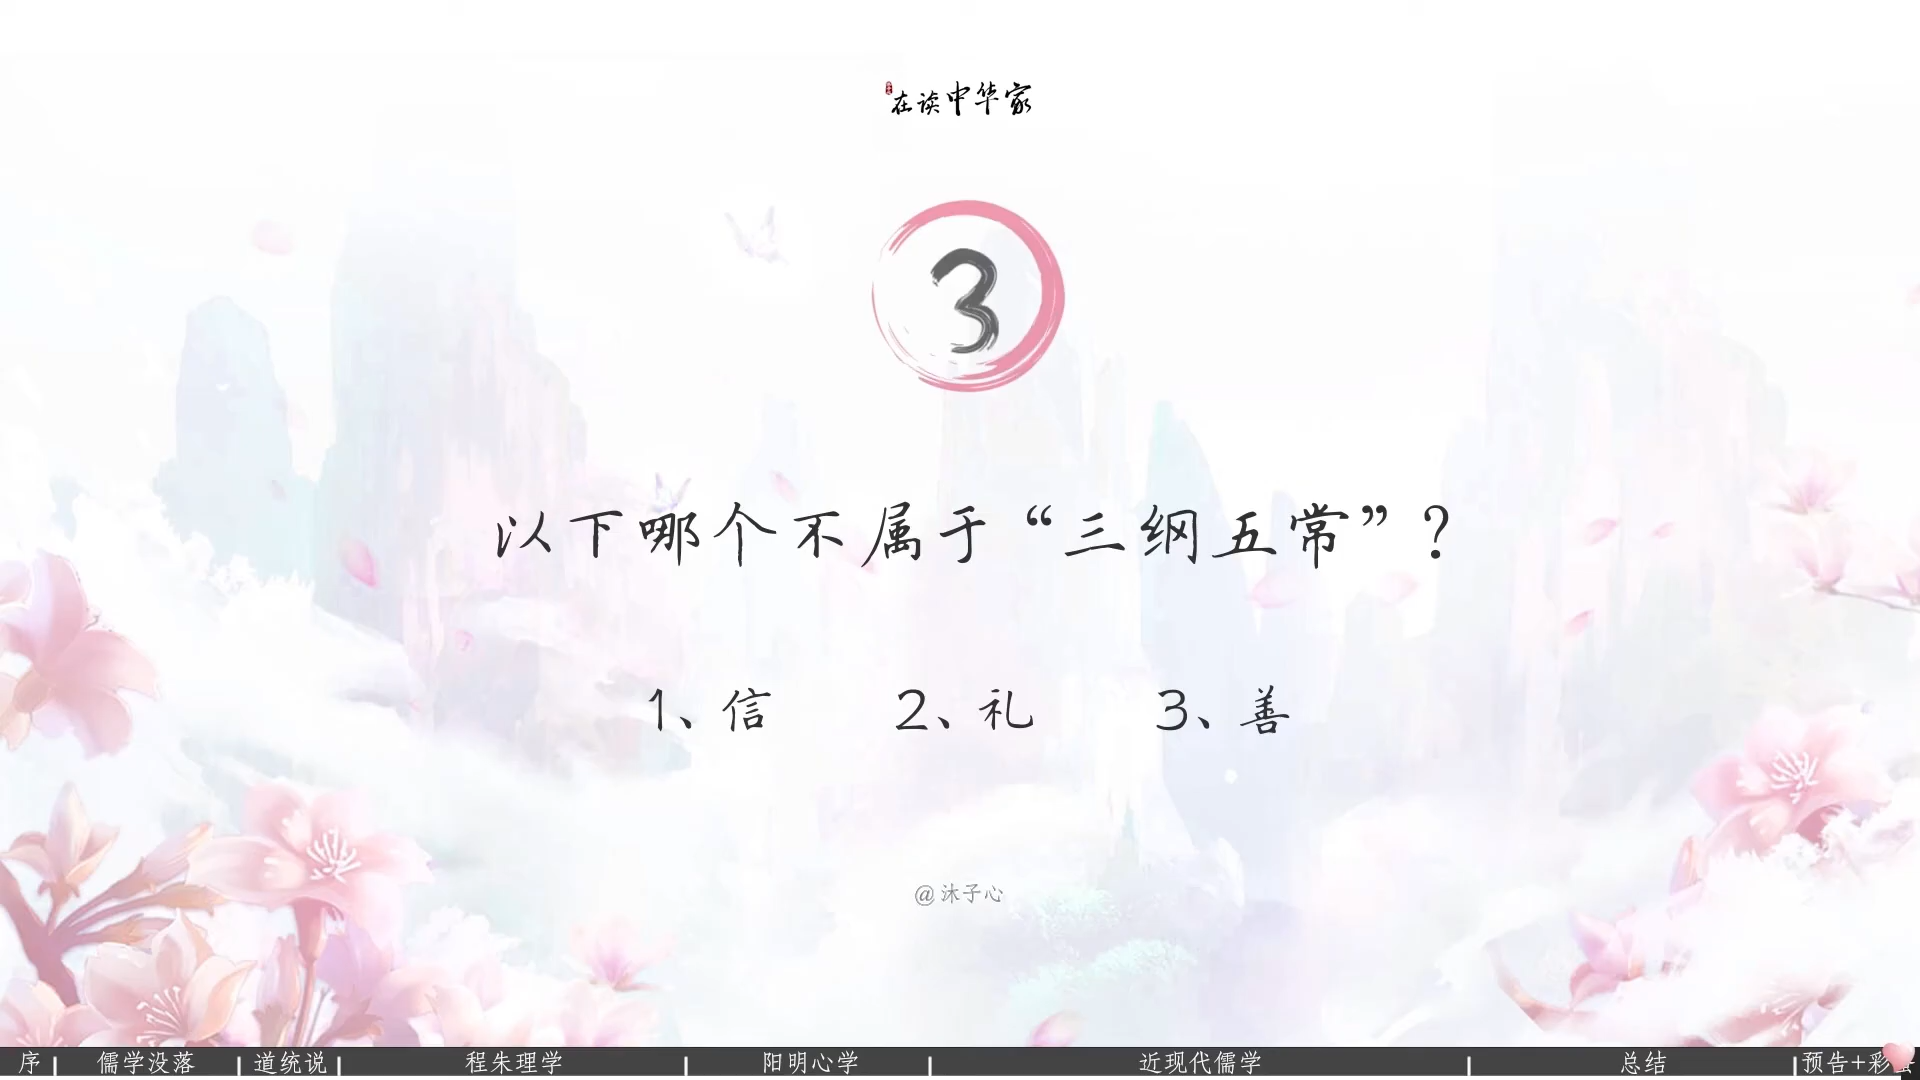 在读中华家
3
以下哪个不属于“三纲五常”？
1、信 2、礼 3、善
@沐子心
序 | 儒学没落 | 道统说 | 程朱理学 | 阳明心学 | 近现代儒学 | 总结 | 预告+彩